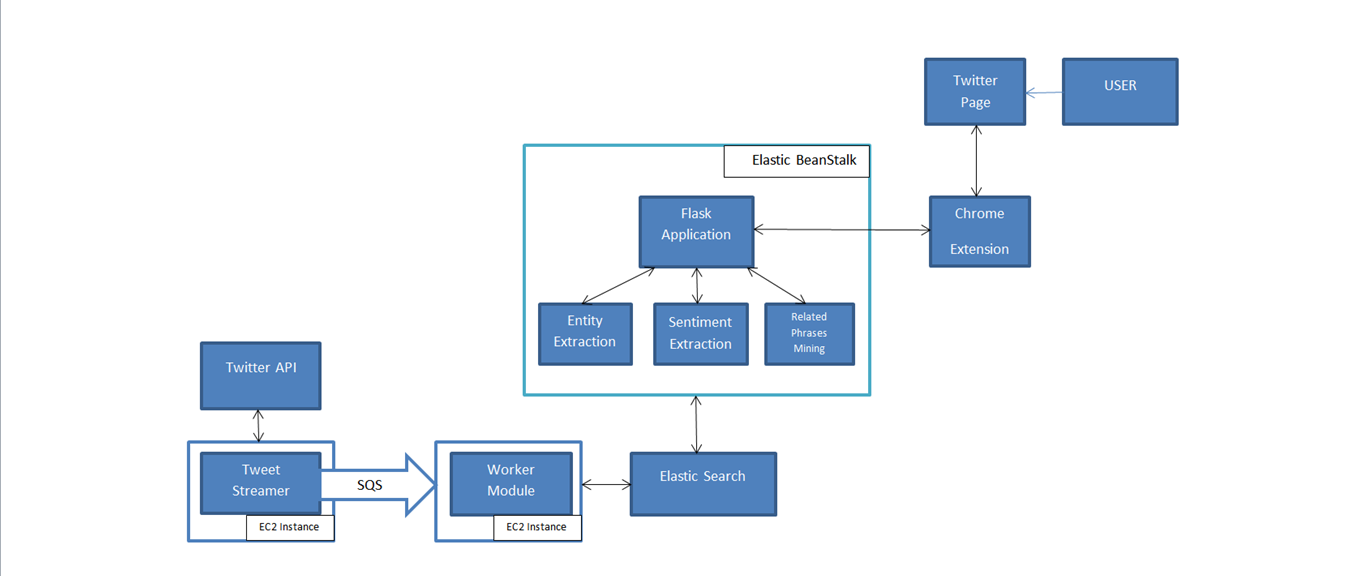 Twitter
Page
USER
Elastic BeanStalk
Flask
Application
Chrome
Extension
Entity
Extraction
Sentiment
Extraction
Related
Phrases
Mining
Twitter API
Tweet
Streamer
SQS
Worker
Module
Elastic Search
EC2 Instance
EC2 Instance